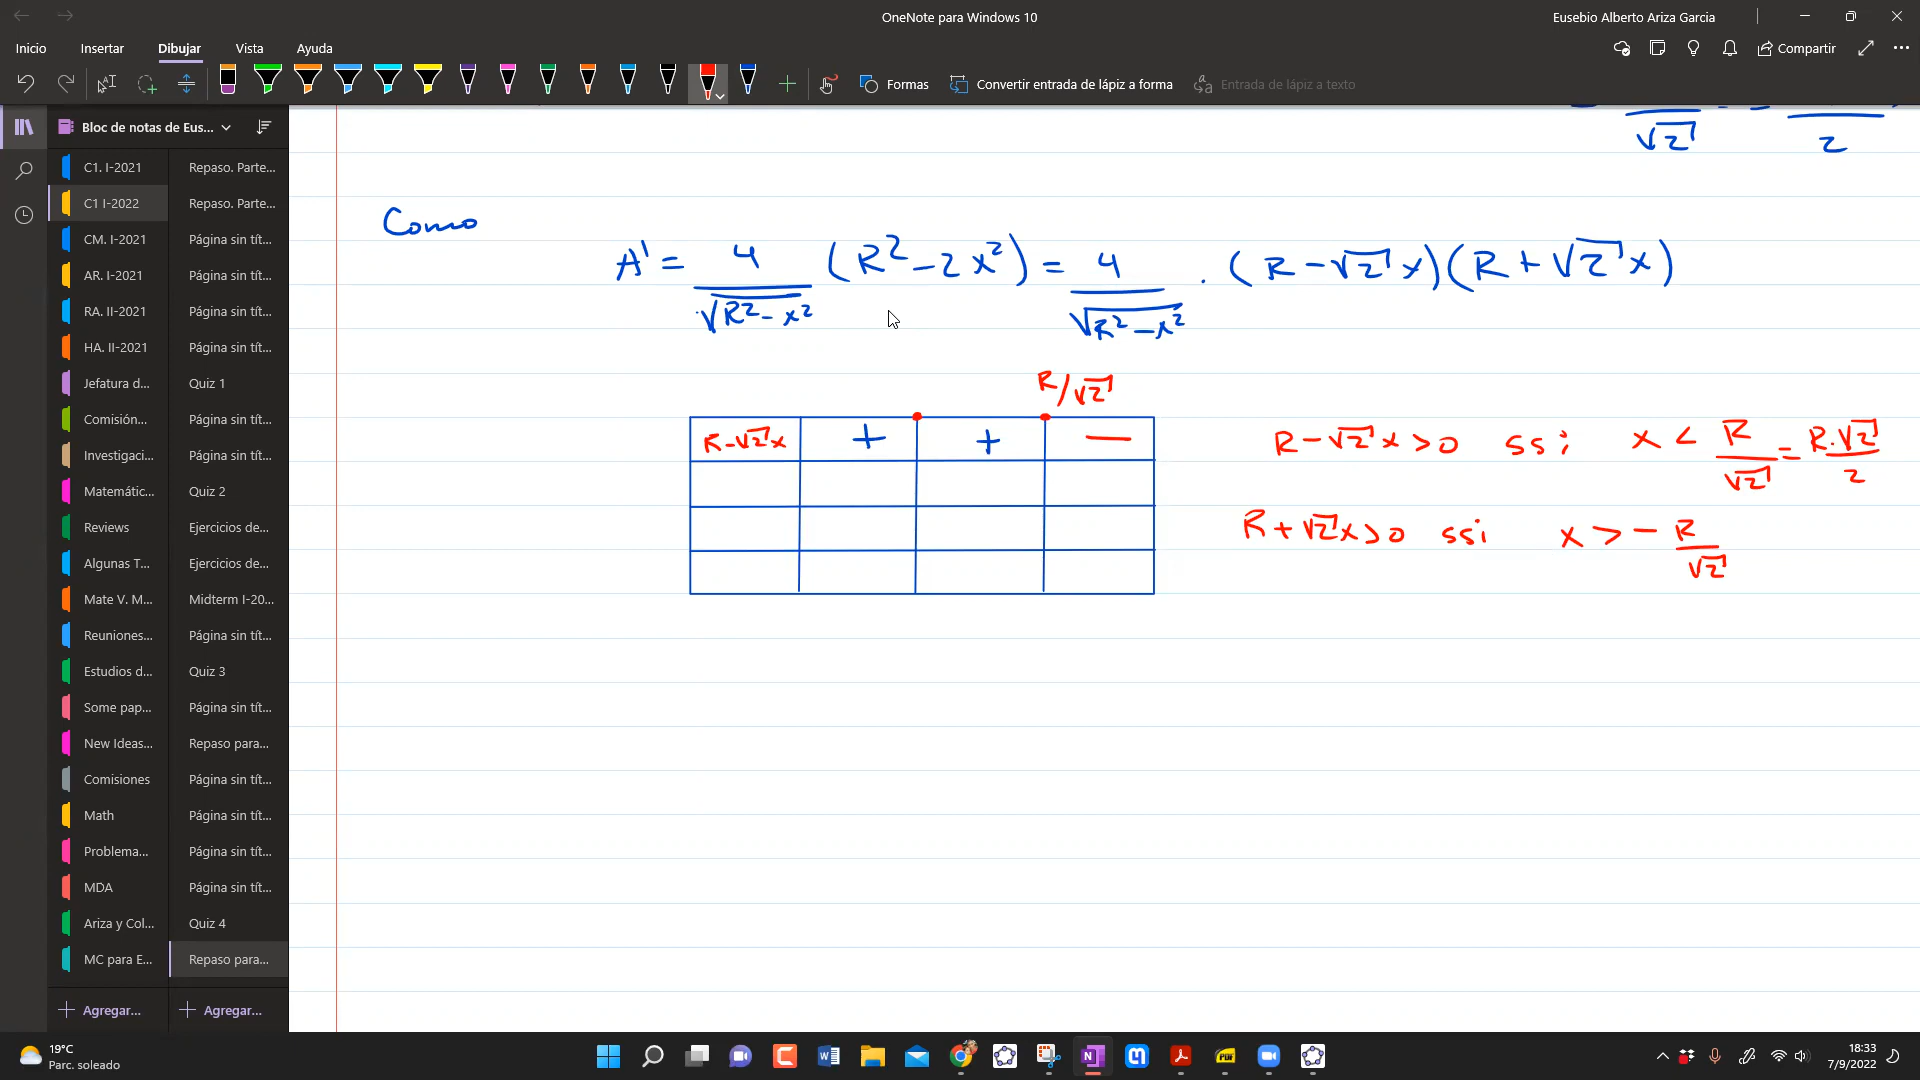 OneNote para Windows 10
Eusebio Alberto Ariza Garcia
Inicio Insertar Dibujar Vista Ayuda
Compartir
Formas Convertir entrada de lápiz a forma Entrada de lápiz a texto
Bloc de notas de Eus...
C1. I-2021
C1 I-2022
CM. I-2021
AR. I-2021
RA. II-2021
HA. II-2021
Jefatura d...
Comisión...
Investigaci...
Matemátic...
Reviews
Algunas T...
Mate V. M...
Reuniones...
Estudios d...
Some pap...
New Ideas...
Comisiones
Math
Problema...
MDA
Ariza y Col...
MC para E...
Agregar...
Repaso. Parte...
Repaso. Parte...
Página sin tít...
Página sin tít...
Página sin tít...
Página sin tít...
Quiz 1
Página sin tít...
Página sin tít...
Quiz 2
Ejercicios de...
Ejercicios de...
Midterm I-20...
Página sin tít...
Quiz 3
Página sin tít...
Repaso para...
Página sin tít...
Página sin tít...
Página sin tít...
Página sin tít...
Quiz 4
Repaso para...
Agregar...
√2 = 2
Como
A' = 4/√(R²-x²) (R²-2x²) = 4/√(R²-x²) · (R-√2 x)(R+√2 x)
R/√2
R-√2 x + + —
R-√2 x > 0 ssi x < R/√2 = R·√2/2
R+√2 x > 0 ssi x > - R/√2
19°C
Parc. soleado
18:33
7/9/2022